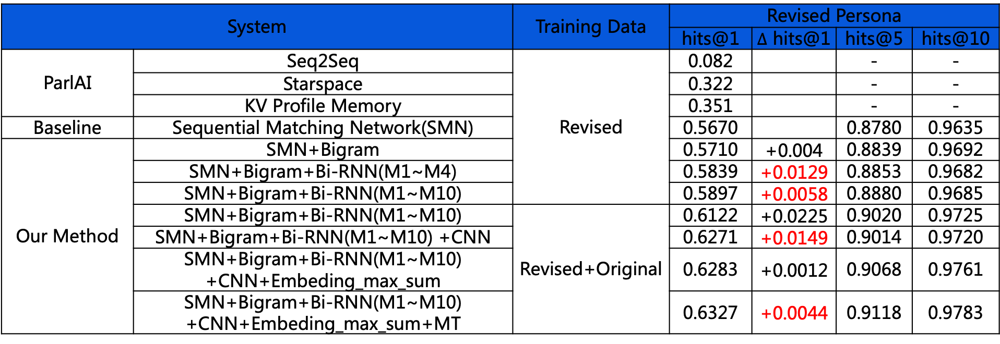 System Training Data Revised Persona
hits@1 Δ hits@1 hits@5 hits@10
ParlAI Seq2Seq Revised 0.082 - -
Starspace 0.322 - -
KV Profile Memory 0.351 - -
Baseline Sequential Matching Network(SMN) 0.5670 0.8780 0.9635
Our Method SMN+Bigram 0.5710 +0.004 0.8839 0.9692
SMN+Bigram+Bi-RNN(M1~M4) 0.5839 +0.0129 0.8853 0.9682
SMN+Bigram+Bi-RNN(M1~M10) 0.5897 +0.0058 0.8880 0.9685
SMN+Bigram+Bi-RNN(M1~M10) Revised+Original 0.6122 +0.0225 0.9020 0.9725
SMN+Bigram+Bi-RNN(M1~M10) +CNN 0.6271 +0.0149 0.9014 0.9720
SMN+Bigram+Bi-RNN(M1~M10)
+CNN+Embeding_max_sum 0.6283 +0.0012 0.9068 0.9761
SMN+Bigram+Bi-RNN(M1~M10)
+CNN+Embeding_max_sum+MT 0.6327 +0.0044 0.9118 0.9783